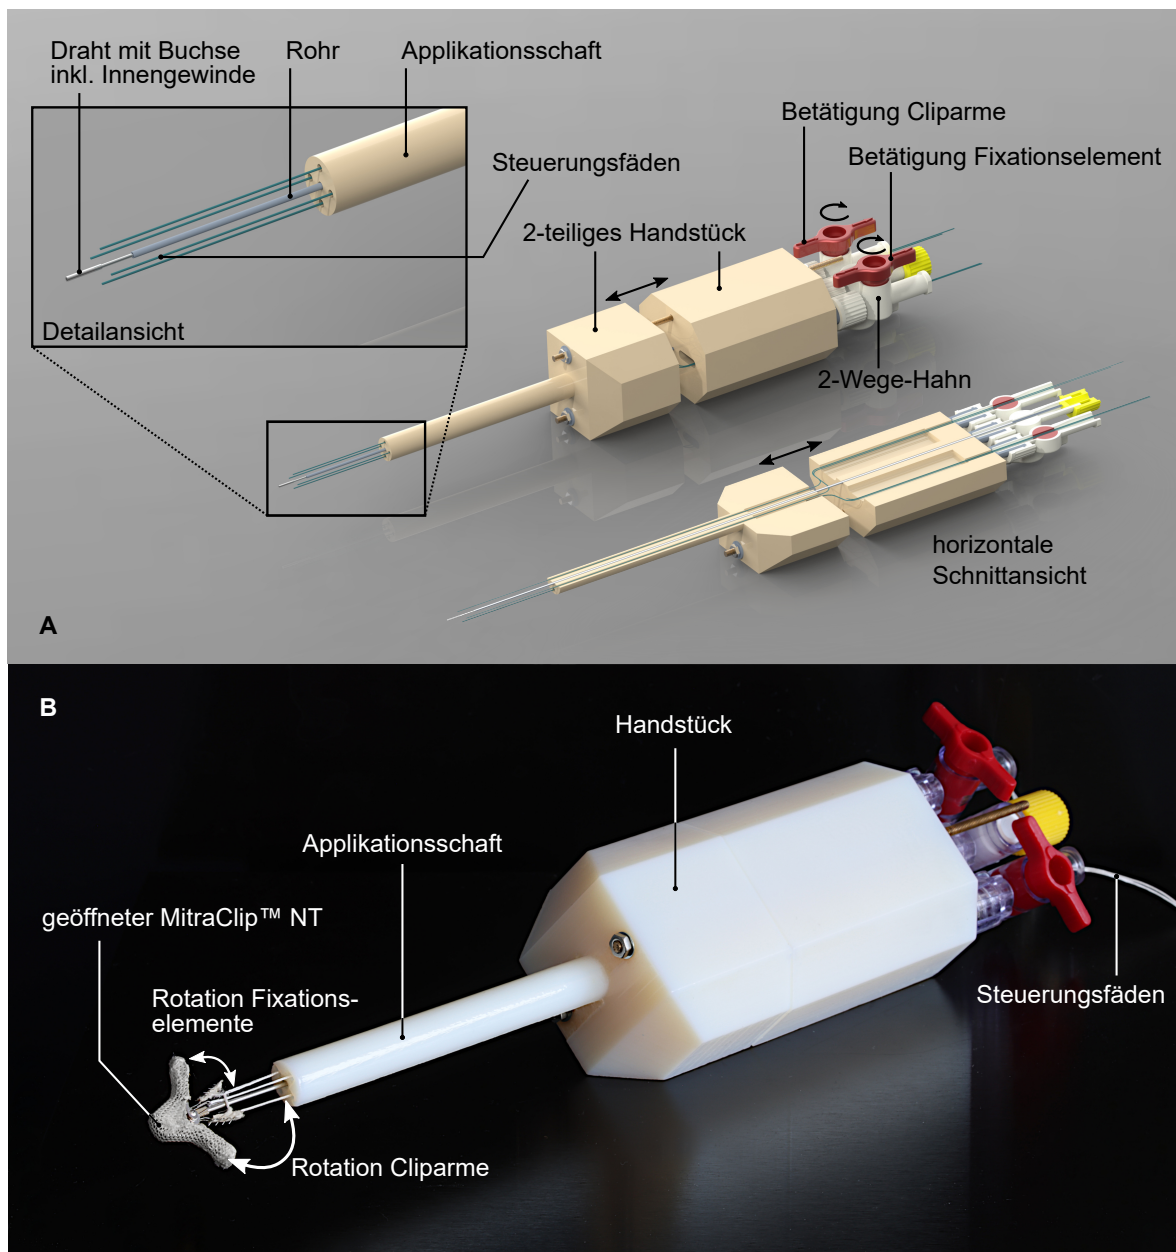 Draht mit Buchse
inkl. Innengewinde
Rohr
Applikationsschaft
Betätigung Cliparme
Betätigung Fixationselement
Steuerungsfäden
2-teiliges Handstück
Detailansicht
2-Wege-Hahn
horizontale
Schnittansicht
A
B
Handstück
Applikationsschaft
geöffneter MitraClip™ NT
Rotation Fixations-
elemente
Steuerungsfäden
Rotation Cliparme